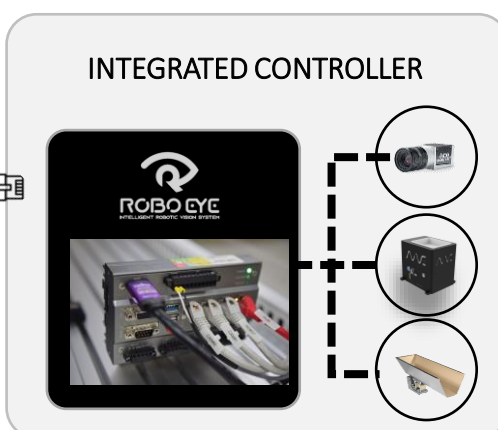 INTEGRATED CONTROLLER
ROBO EYE
INTELLIGENT ROBOTIC VISION SYSTEM